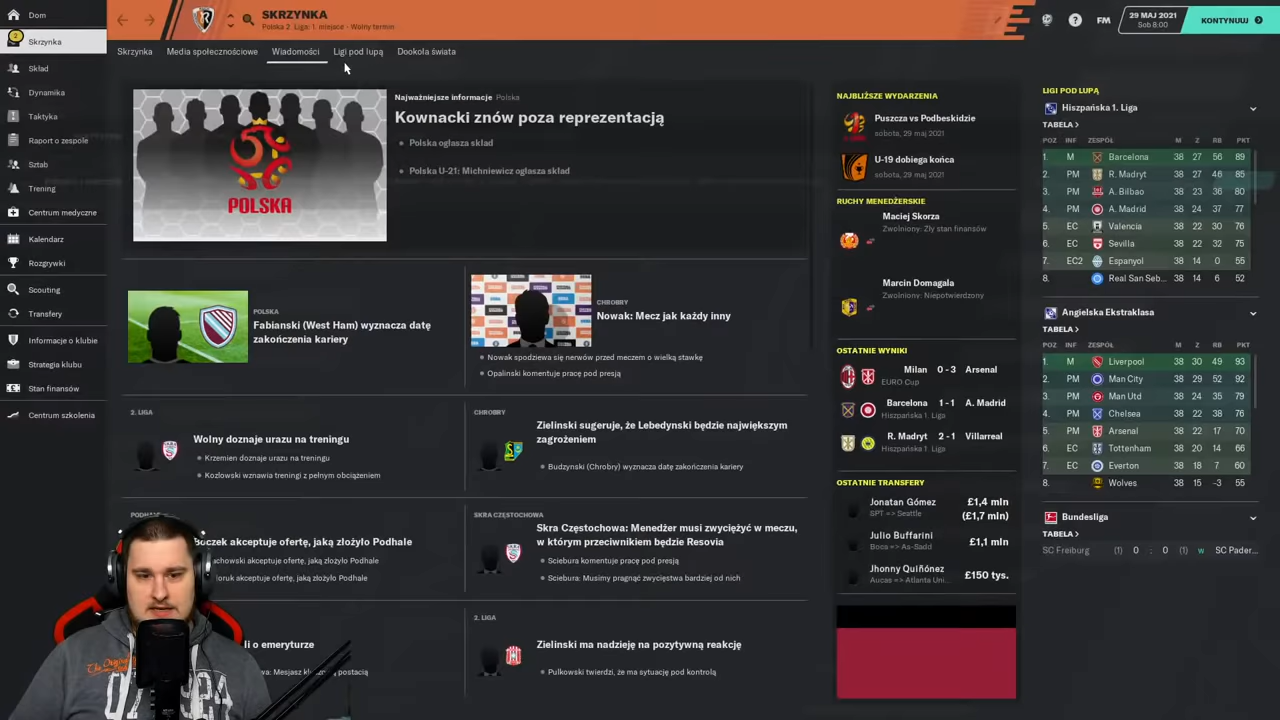 Dom
2
Skrzynka
Skład
Dynamika
Taktyka
Raport o zespole
Sztab
Trening
Centrum medyczne
Kalendarz
Rozgrywki
Scouting
Transfery
Informacje o klubie
Strategia klubu
Stan finansów
Centrum szkolenia
SKRZYNKA
Polska 2. Liga: 1. miejsce - Wolny termin
FM
29 MAJ 2021
Sob 8:00
KONTYNUUJ
Skrzynka
Media społecznościowe
Wiadomości
Ligi pod lupą
Dookoła świata
POLSKA
Najważniejsze informacje Polska
Kownacki znów poza reprezentacją
Polska ogłasza skład
Polska U-21: Michniewicz ogłasza skład
POLSKA
Fabianski (West Ham) wyznacza datę
zakończenia kariery
CHROBRY
Nowak: Mecz jak każdy inny
Nowak spodziewa się nerwów przed meczem o wielką stawkę
Opalinski komentuje pracę pod presją
2. LIGA
Wolny doznaje urazu na treningu
Krzemien doznaje urazu na treningu
Kozlowski wznawia treningi z pełnym obciążeniem
CHROBRY
Zielinski sugeruje, że Lebedynski będzie największym
zagrożeniem
Budzynski (Chrobry) wyznacza datę zakończenia kariery
PODHALE
Boczek akceptuje ofertę, jaką złożyło Podhale
akceptuje ofertę, jaką złożyło Podhale
akceptuje ofertę, jaką złożyło Podhale
SKRA CZĘSTOCHOWA
Skra Częstochowa: Menedżer musi zwyciężyć w meczu,
w którym przeciwnikiem będzie Resovia
Sciebura komentuje pracę pod presją
Sciebura: Musimy pragnąć zwycięstwa bardziej od nich
o emeryturze
Mesjasz postacią
2. LIGA
Zielinski ma nadzieję na pozytywną reakcję
Pulkowski twierdzi, że ma sytuację pod kontrolą
NAJBLIŻSZE WYDARZENIA
Puszcza vs Podbeskidzie
sobota, 29 maj 2021
U-19 dobiega końca
sobota, 29 maj 2021
RUCHY MENEDŻERSKIE
Maciej Skorza
Zwolniony: Zły stan finansów
Marcin Domagala
Zwolniony: Niepotwierdzony
OSTATNIE WYNIKI
Milan 0 - 3 Arsenal
EURO Cup
Barcelona 1 - 1 A. Madrid
Hiszpańska 1. Liga
R. Madryt 2 - 1 Villarreal
Hiszpańska 1. Liga
OSTATNIE TRANSFERY
Jonatan Gómez £1,4 mln
SPT => Seattle (£1,7 mln)
Julio Buffarini £1,1 mln
Boca => As-Sadd
Jhonny Quiñónez £150 tys.
Aucas => Atlanta Uni...
LIGI POD LUPĄ
Hiszpańska 1. Liga
TABELA >
POZ INF ZESPÓŁ M Z RB PKT
1. M Barcelona 38 27 56 89
2. PM R. Madryt 38 27 46 85
3. PM A. Bilbao 38 23 36 80
4. PM A. Madrid 38 24 37 77
5. EC Valencia 38 22 30 76
6. EC Sevilla 38 22 32 75
7. EC2 Espanyol 38 14 0 55
8. Real San Seb... 38 14 6 52
Angielska Ekstraklasa
TABELA >
POZ INF ZESPÓŁ M Z RB PKT
1. M Liverpool 38 30 49 93
2. PM Man City 38 29 52 92
3. PM Man Utd 38 24 35 79
4. PM Chelsea 38 22 38 76
5. PM Arsenal 38 22 17 70
6. EC Tottenham 38 20 14 66
7. EC Everton 38 18 7 60
8. Wolves 38 15 -3 55
Bundesliga
TABELA >
SC Freiburg (1) 0 : 0 (1) w SC Pader...